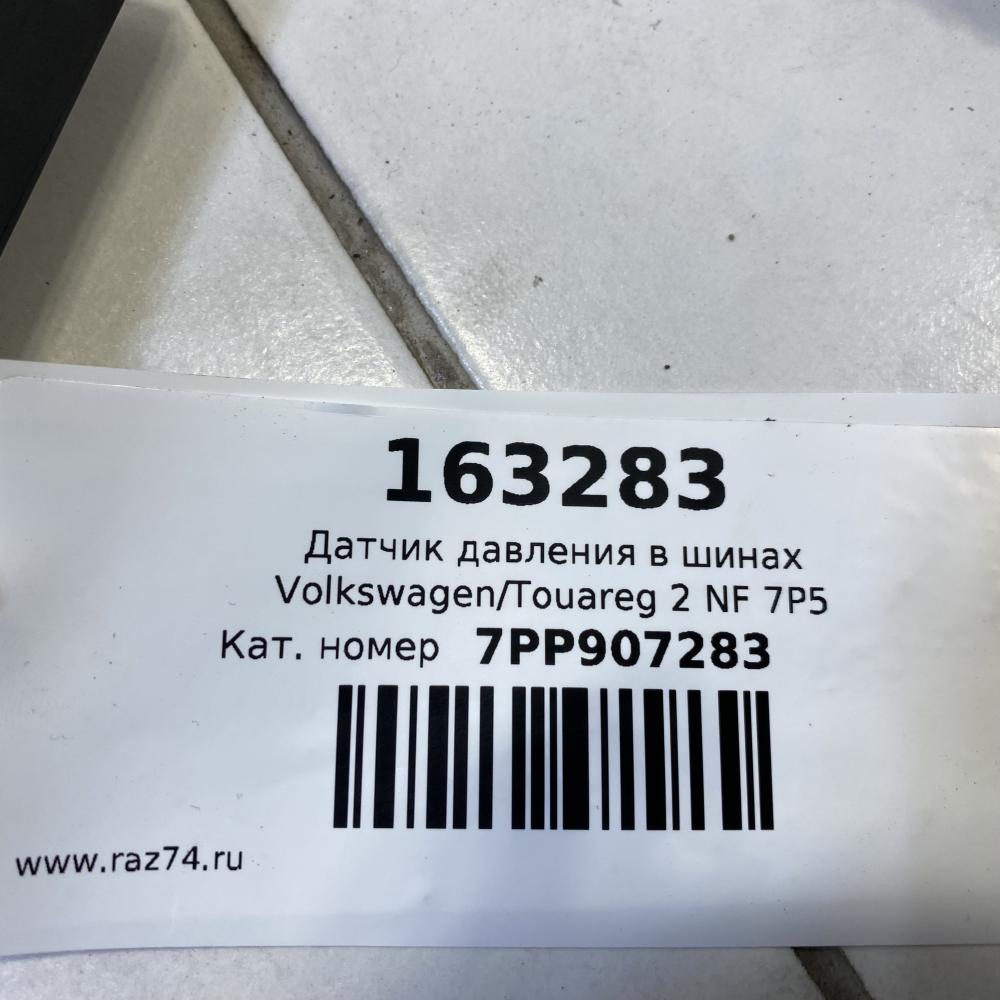 163283
Датчик давления в шинах
Volkswagen/Touareg 2 NF 7P5
Кат. номер 7PP907283
www.raz74.ru